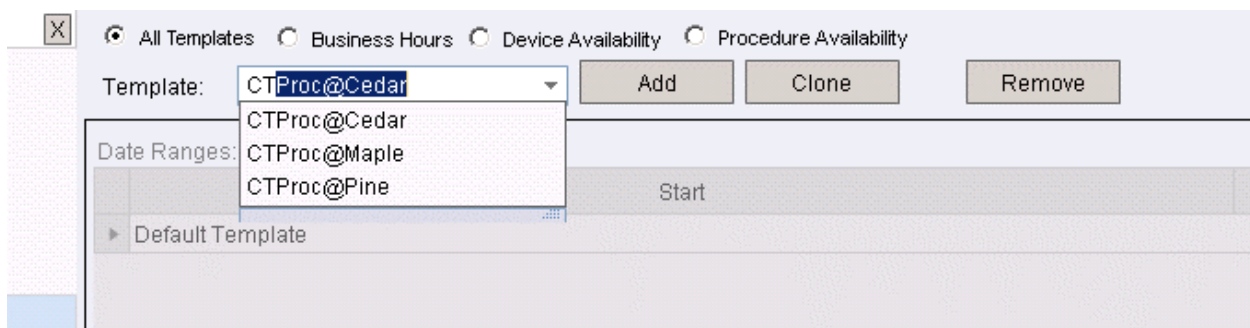 X
All Templates Business Hours Device Availability Procedure Availability
Template: CTProc@Cedar Add Clone Remove
CTProc@Cedar
Date Ranges: CTProc@Maple
CTProc@Pine
Start
Default Template